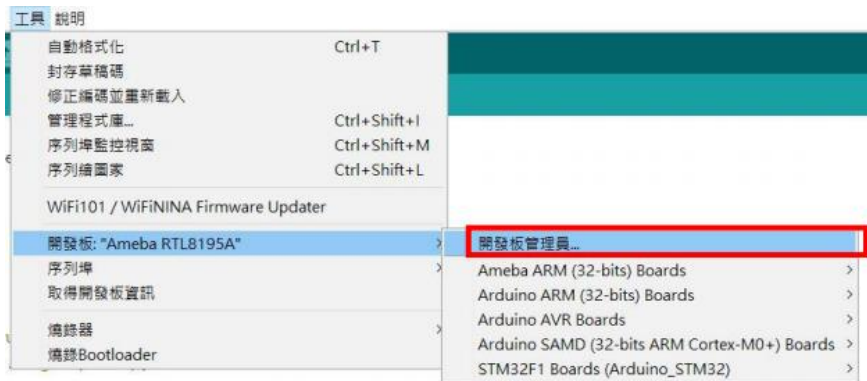 工具 說明
自動格式化 Ctrl+T
封存草稿碼
修正編碼並重新載入
管理程式庫... Ctrl+Shift+I
序列埠監控視窗 Ctrl+Shift+M
序列繪圖家 Ctrl+Shift+L
WiFi101 / WiFiNINA Firmware Updater
開發板: "Ameba RTL8195A"
序列埠
取得開發板資訊
燒錄器
燒錄Bootloader
開發板管理員...
Ameba ARM (32-bits) Boards
Arduino ARM (32-bits) Boards
Arduino AVR Boards
Arduino SAMD (32-bits ARM Cortex-M0+) Boards
STM32F1 Boards (Arduino_STM32)